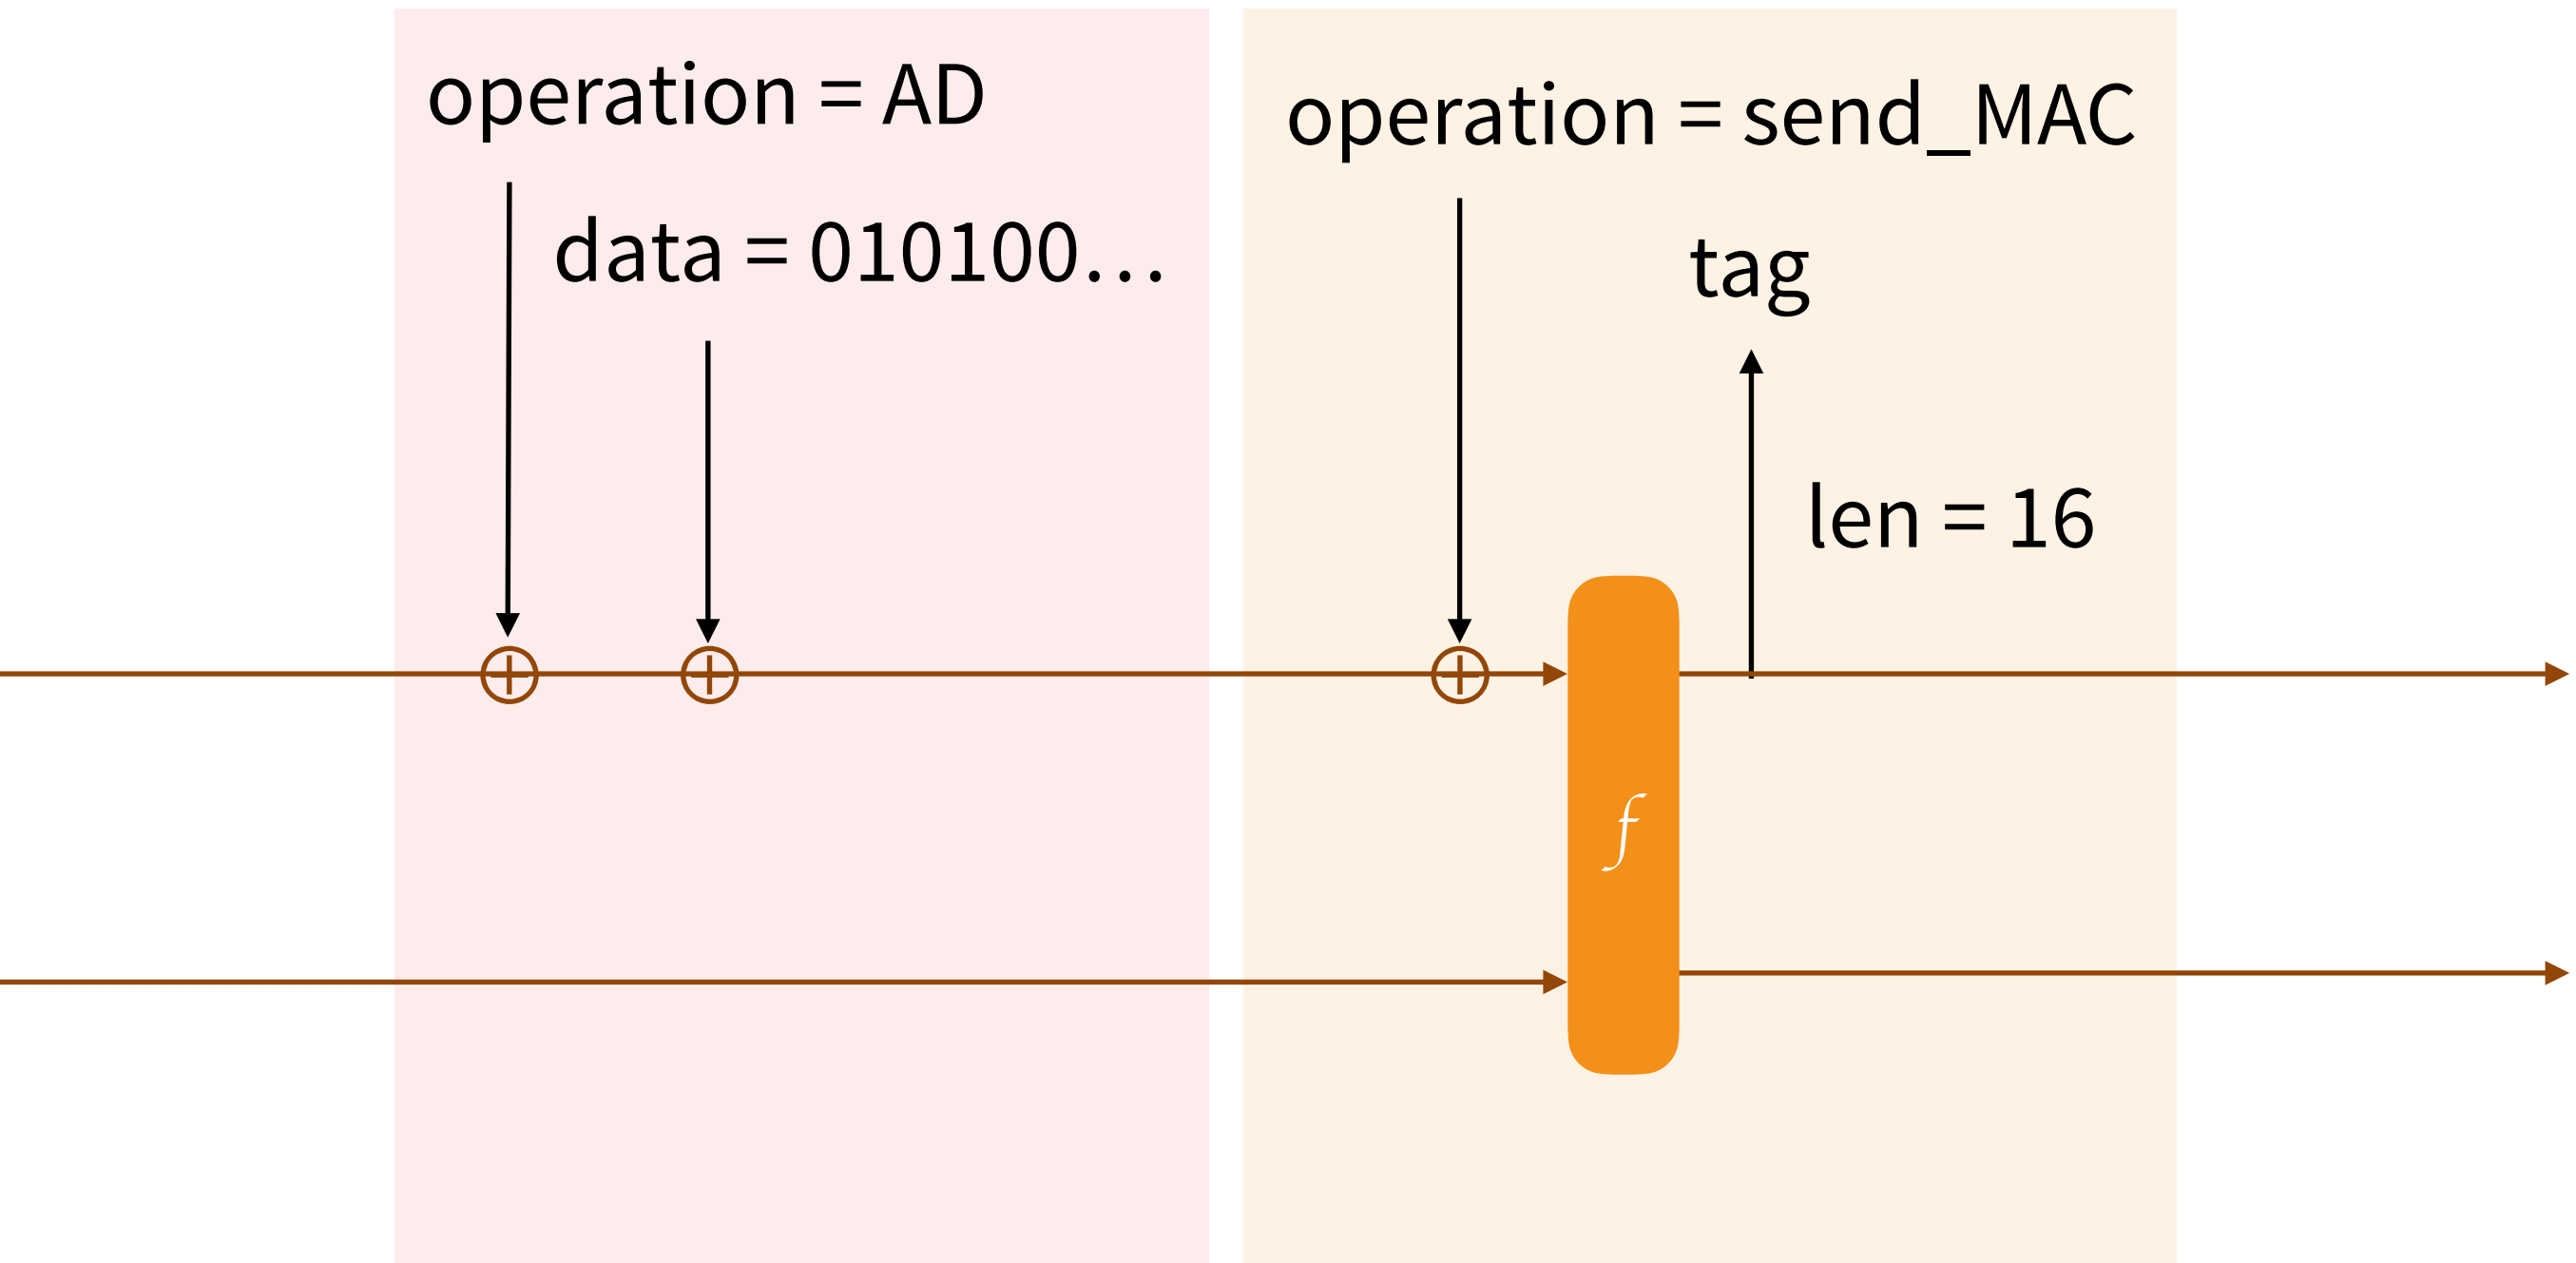 operation = AD
data = 010100…
operation = send_MAC
tag
len = 16
f